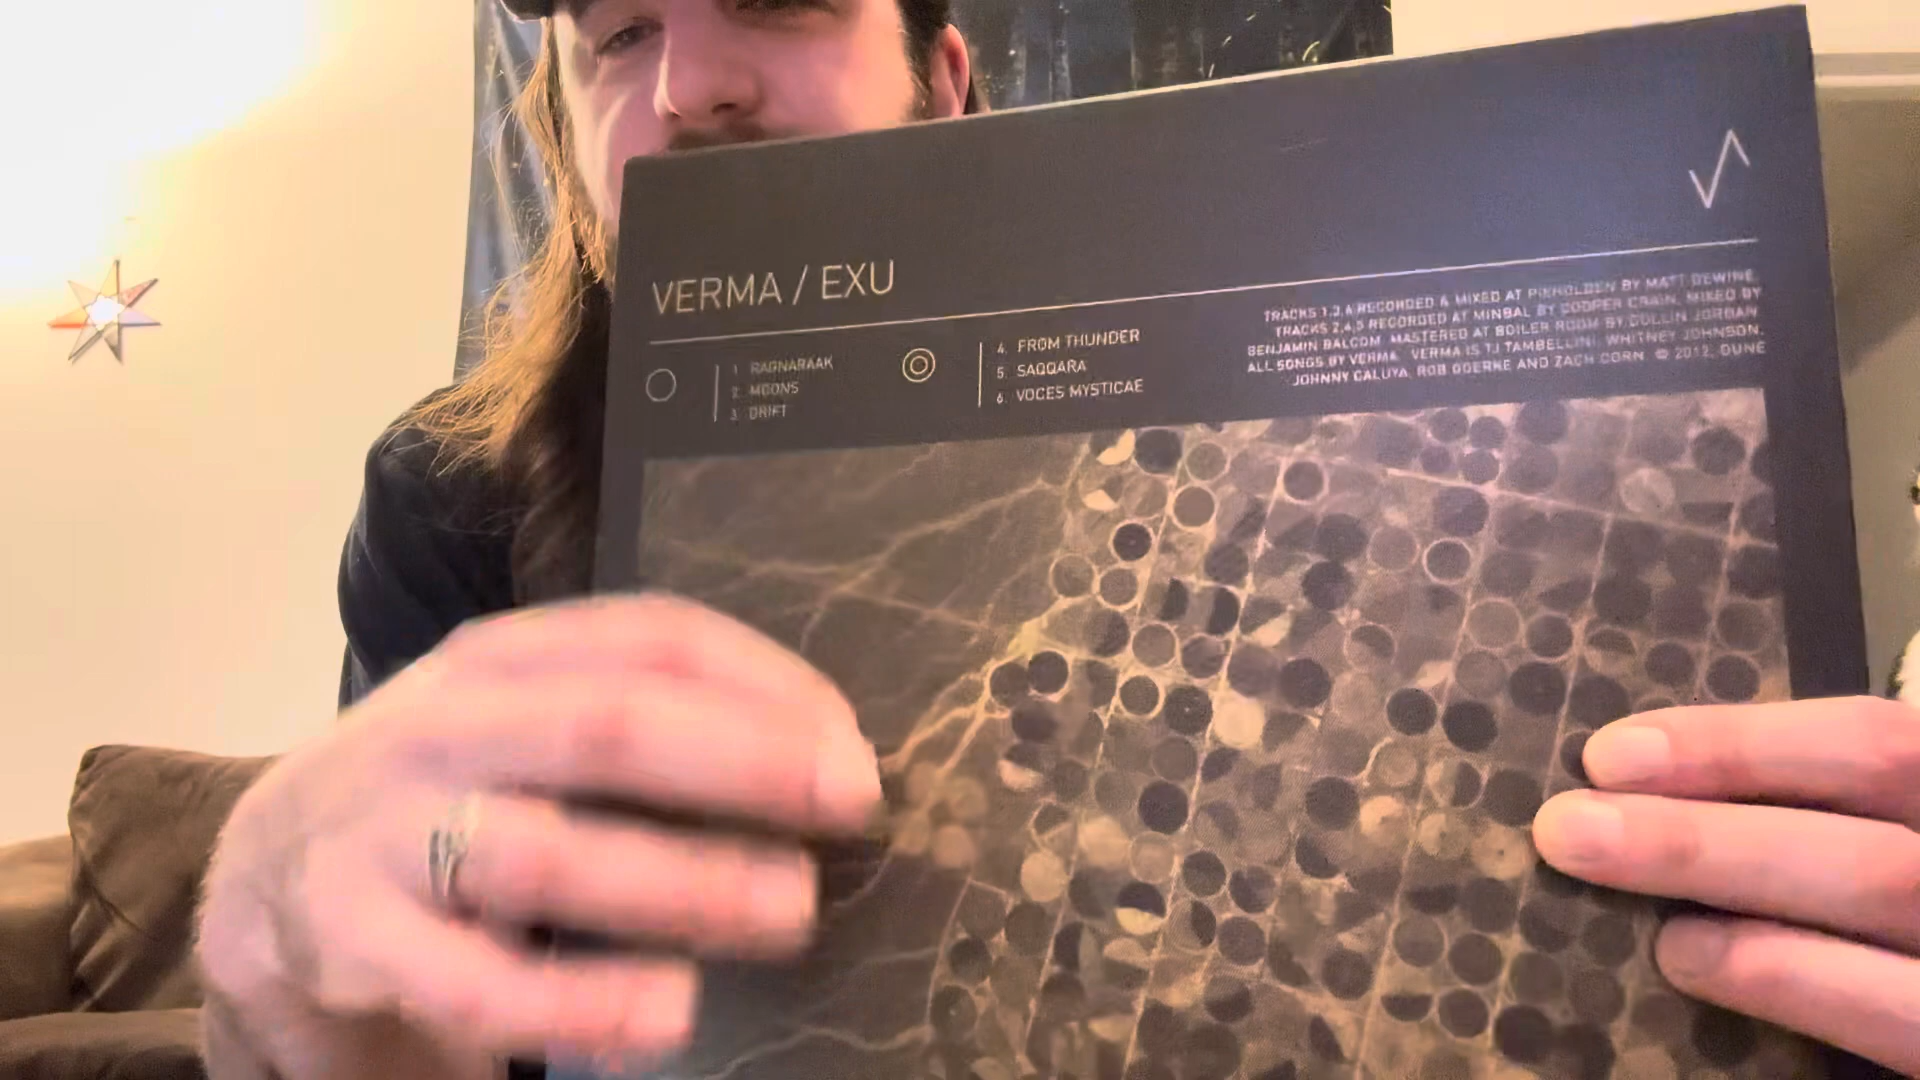 VERMA / EXU
1. RAGNARAAK
2. MOONS
3. DRIFT
4. FROM THUNDER
5. SAQQARA
6. VOCES MYSTICAE
TRACKS 1,3,6 RECORDED & MIXED AT PIEHOLDEN BY MATT DEWINE.
TRACKS 2,4,5 RECORDED AT MINBAL BY COOPER CRAIN, MIXED BY
BENJAMIN BALCOM. MASTERED AT BOILER ROOM BY COLLIN JORDAN
ALL SONGS BY VERMA. VERMA IS TJ TAMBELLINI, WHITNEY JOHNSON,
JOHNNY CALUYA, ROB GOERKE AND ZACH CORN. © 2012, DUNE